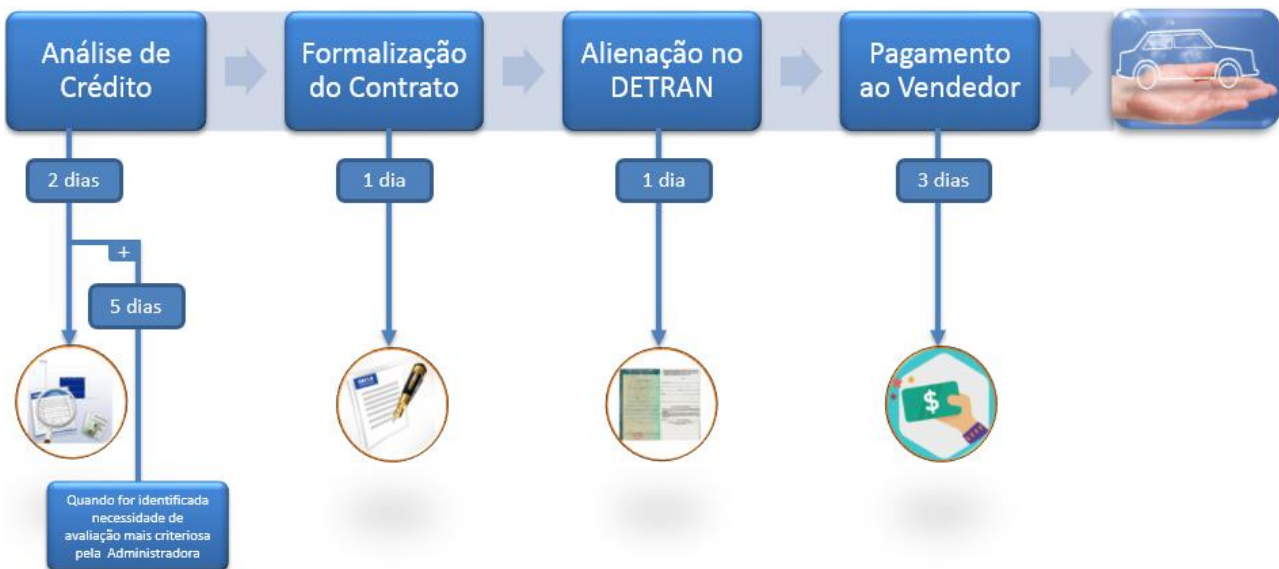 Análise de
Crédito
Formalização
do Contrato
Alienação no
DETRAN
Pagamento
ao Vendedor
2 dias
1 dia
1 dia
3 dias
+
5 dias
$
Quando for identificada
necessidade de
avaliação mais criteriosa
pela Administradora